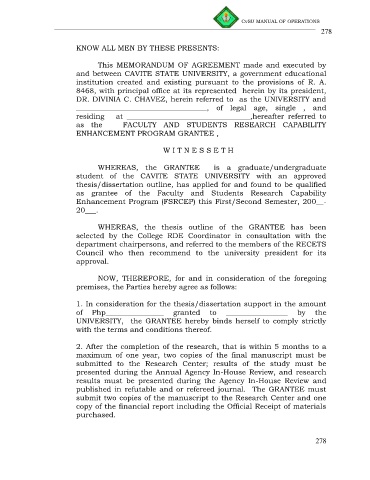 CvSU MANUAL OF OPERATIONS
278
KNOW ALL MEN BY THESE PRESENTS:
This MEMORANDUM OF AGREEMENT made and executed by
and between CAVITE STATE UNIVERSITY, a government educational
institution created and existing pursuant to the provisions of R. A.
8468, with principal office at its represented herein by its president,
DR. DIVINIA C. CHAVEZ, herein referred to as the UNIVERSITY and
____________________________________, of legal age, single , and
residing at ___________________________________,hereafter referred to
as the FACULTY AND STUDENTS RESEARCH CAPABILITY
ENHANCEMENT PROGRAM GRANTEE ,
W I T N E S S E T H
WHEREAS, the GRANTEE is a graduate/undergraduate
student of the CAVITE STATE UNIVERSITY with an approved
thesis/dissertation outline, has applied for and found to be qualified
as grantee of the Faculty and Students Research Capability
Enhancement Program (FSRCEP) this First/Second Semester, 200__-
20___.
WHEREAS, the thesis outline of the GRANTEE has been
selected by the College RDE Coordinator in consultation with the
department chairpersons, and referred to the members of the RECETS
Council who then recommend to the university president for its
approval.
NOW, THEREFORE, for and in consideration of the foregoing
premises, the Parties hereby agree as follows:
1. In consideration for the thesis/dissertation support in the amount
of Php_________________ granted to __________________ by the
UNIVERSITY, the GRANTEE hereby binds herself to comply strictly
with the terms and conditions thereof.
2. After the completion of the research, that is within 5 months to a
maximum of one year, two copies of the final manuscript must be
submitted to the Research Center; results of the study must be
presented during the Annual Agency In-House Review, and research
results must be presented during the Agency In-House Review and
published in refutable and or refereed journal. The GRANTEE must
submit two copies of the manuscript to the Research Center and one
copy of the financial report including the Official Receipt of materials
purchased.
278